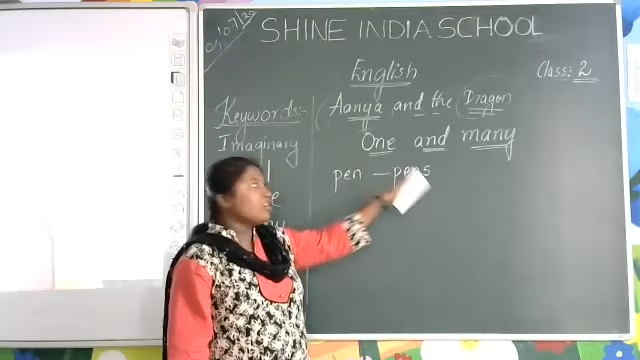 SHINE INDIA SCHOOL
English
Class: 2
Keywords:-
Aanya and the Dragon
Imaginary
One and many
pen — pens